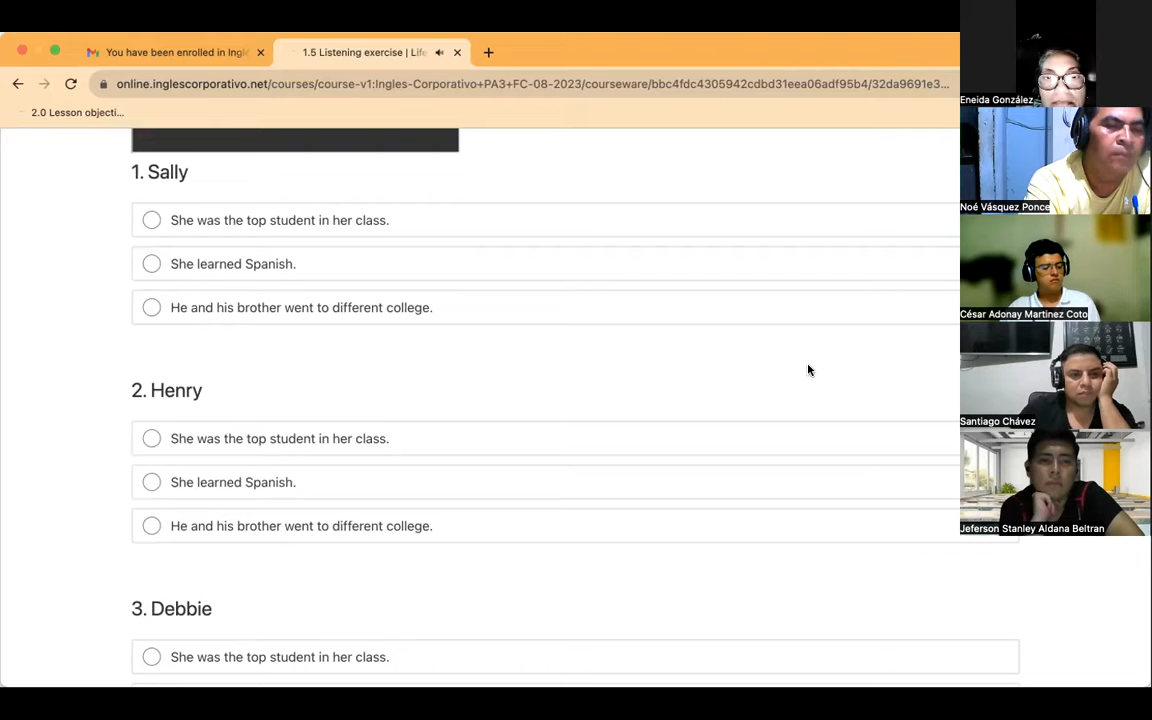 You have been enrolled in Ingl
1.5 Listening exercise | Life
online.inglescorporativo.net/courses/course-v1:Ingles-Corporativo+PA3+FC-08-2023/courseware/bbc4fdc4305942cdbd31eea06adf95b4/32da9691e3...
2.0 Lesson objecti...
1. Sally
She was the top student in her class.
She learned Spanish.
He and his brother went to different college.
2. Henry
She was the top student in her class.
She learned Spanish.
He and his brother went to different college.
3. Debbie
She was the top student in her class.
Eneida González
Noé Vásquez Ponce
César Adonay Martinez Coto
Santiago Chávez
Jeferson Stanley Aldana Beltran